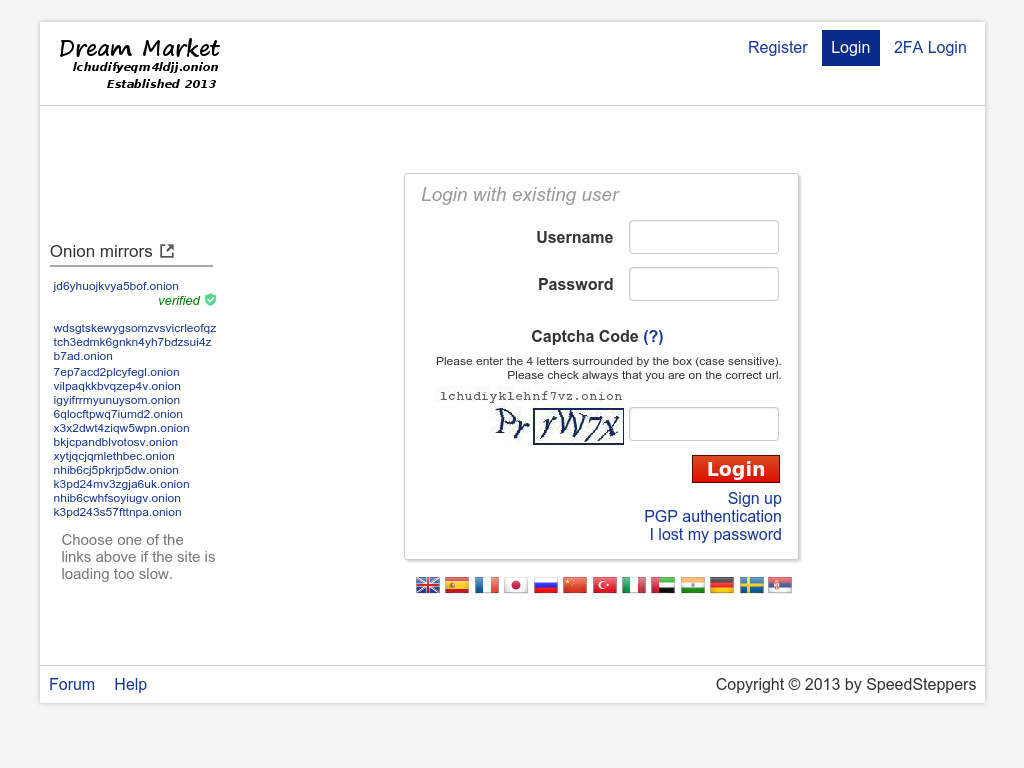 Dream Market
lchudifyeqm4ldjj.onion
Established 2013
Register Login 2FA Login
Onion mirrors
jd6yhuojkvya5bof.onion
verified
wdsgtskewygsomzvsvicrleofqz
tch3edmk6gnkn4yh7bdzsui4z
b7ad.onion
7ep7acd2plcyfegl.onion
vilpaqkkbvqzep4v.onion
igyifrrmyunuysom.onion
6qlocftpwq7iumd2.onion
x3x2dwt4ziqw5wpn.onion
bkjcpandblvotosv.onion
xytjqcjqmlethbec.onion
nhib6cj5pkrjp5dw.onion
k3pd24mv3zgja6uk.onion
nhib6cwhfsoyiugv.onion
k3pd243s57fttnpa.onion
Choose one of the
links above if the site is
loading too slow.
Login with existing user
Username
Password
Captcha Code (?)
Please enter the 4 letters surrounded by the box (case sensitive).
Please check always that you are on the correct url.
lchudiyklehnf7vz.onion
Login
Sign up
PGP authentication
I lost my password
Forum Help
Copyright © 2013 by SpeedSteppers